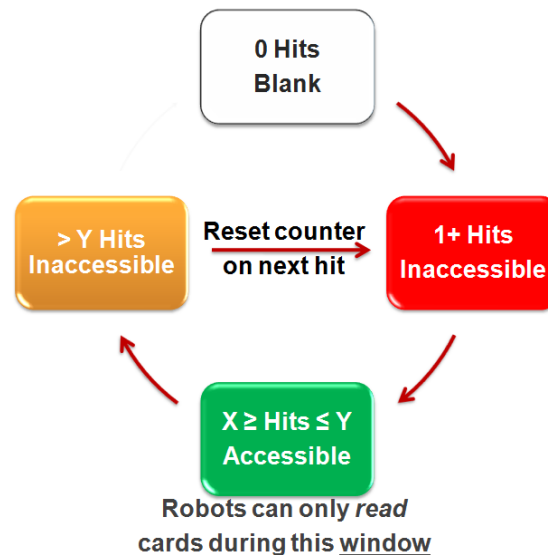 0 Hits
Blank
> Y Hits
Inaccessible
Reset counter
on next hit
1+ Hits
Inaccessible
X ≥ Hits ≤ Y
Accessible
Robots can only read
cards during this window